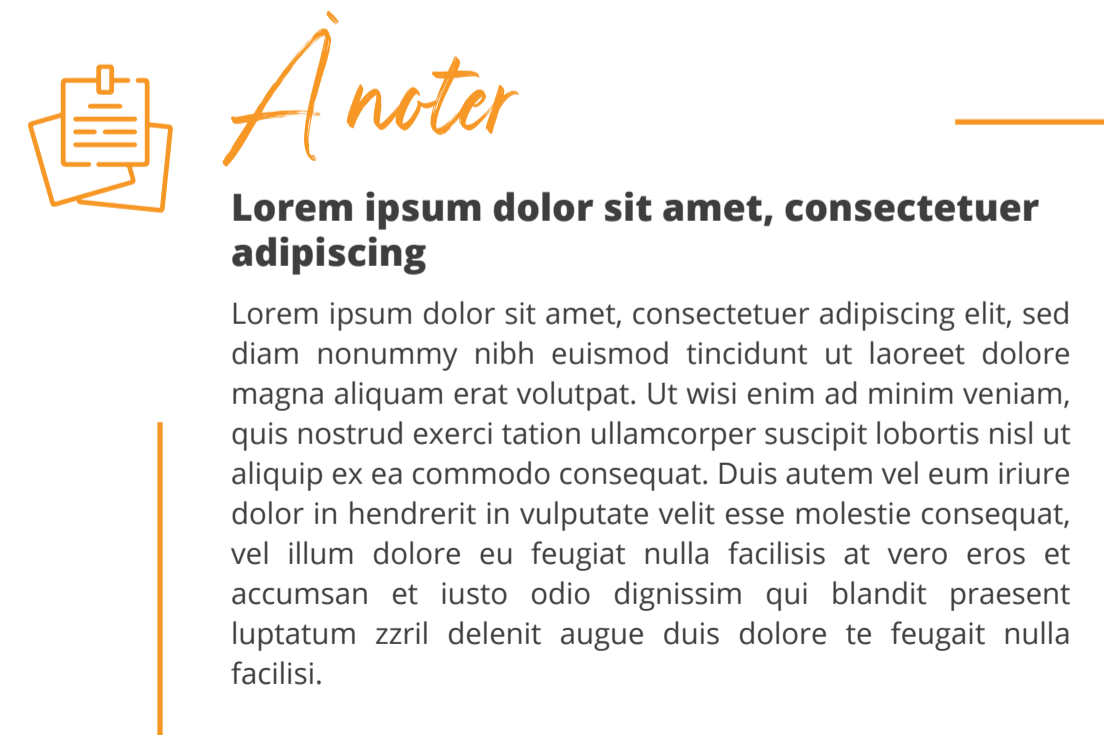 À noter
Lorem ipsum dolor sit amet, consectetuer
adipiscing
Lorem ipsum dolor sit amet, consectetuer adipiscing elit, sed
diam nonummy nibh euismod tincidunt ut laoreet dolore
magna aliquam erat volutpat. Ut wisi enim ad minim veniam,
quis nostrud exerci tation ullamcorper suscipit lobortis nisl ut
aliquip ex ea commodo consequat. Duis autem vel eum iriure
dolor in hendrerit in vulputate velit esse molestie consequat,
vel illum dolore eu feugiat nulla facilisis at vero eros et
accumsan et iusto odio dignissim qui blandit praesent
luptatum zzril delenit augue duis dolore te feugait nulla
facilisi.